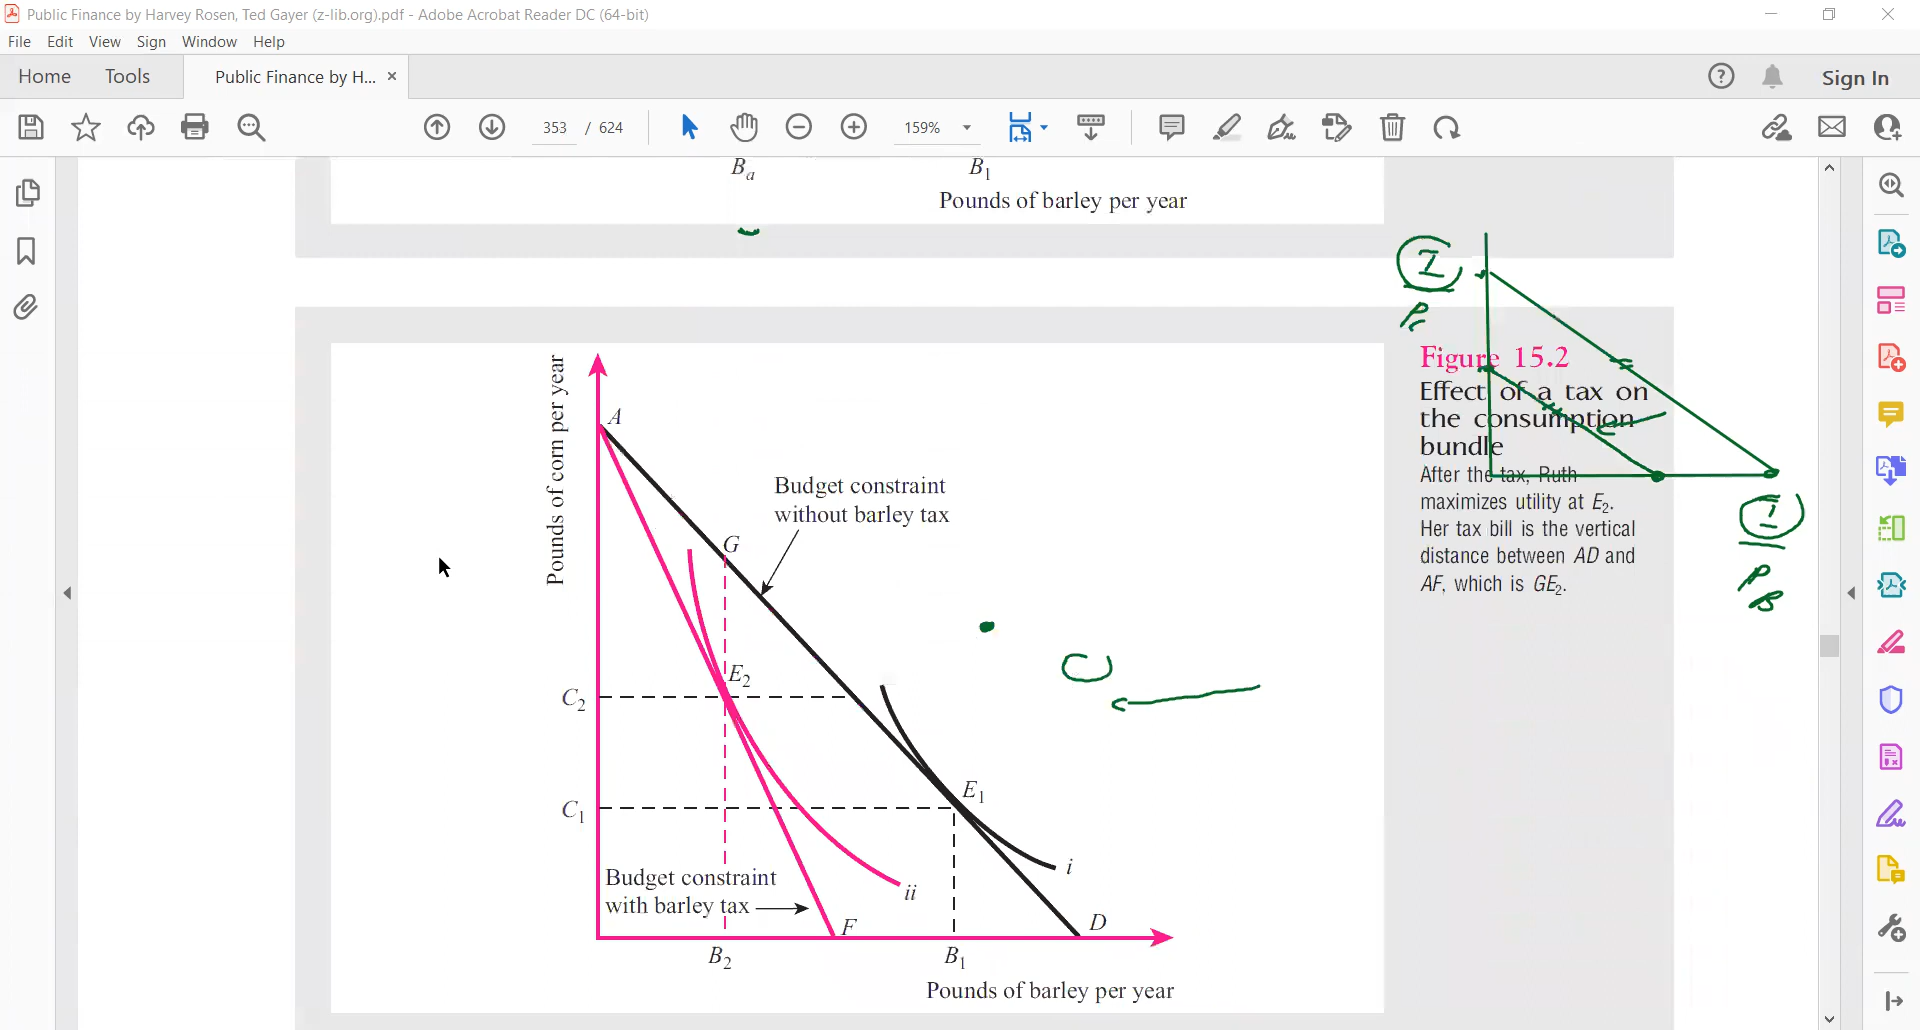 Public Finance by Harvey Rosen, Ted Gayer (z-lib.org).pdf - Adobe Acrobat Reader DC (64-bit)
File Edit View Sign Window Help
Home Tools Public Finance by H... ×
Sign In
353 / 624 159%
Ba B1
Pounds of barley per year
I
Pc
Figure 15.2
Effect of a tax on
the consumption
bundle
After the tax, Ruth
maximizes utility at E2.
Her tax bill is the vertical
distance between AD and
AF, which is GE2.
I
PB
Pounds of corn per year
A
Budget constraint
without barley tax
G
E2
C2
E1
C1
i
Budget constraint
with barley tax
ii
F
D
B2 B1
Pounds of barley per year